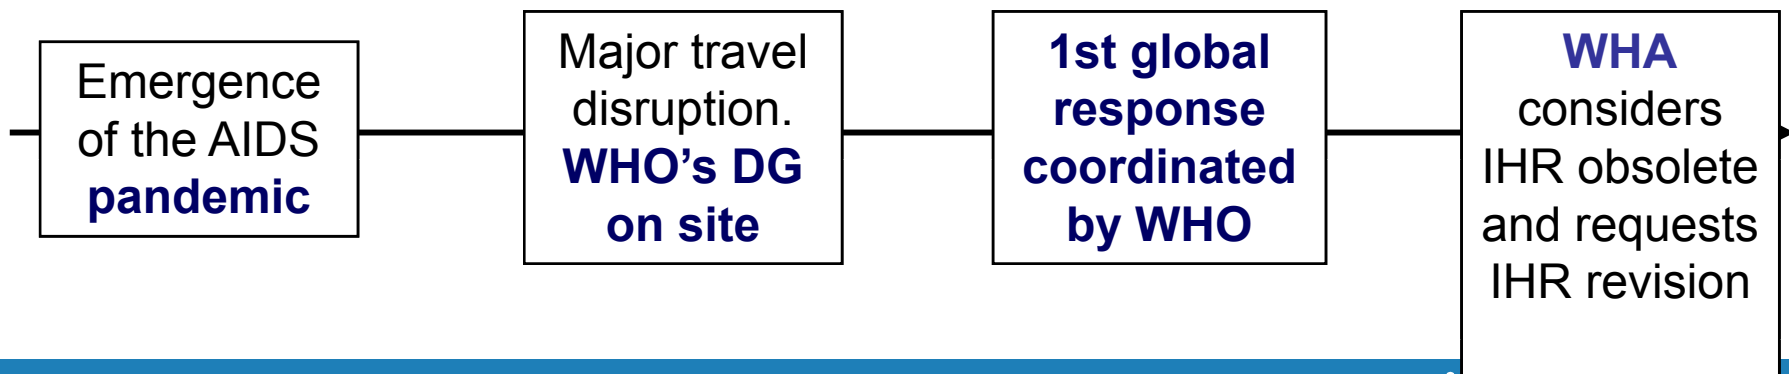 Emergence
of the AIDS
pandemic
Major travel
disruption.
WHO’s DG
on site
1st global
response
coordinated
by WHO
WHA
considers
IHR obsolete
and requests
IHR revision